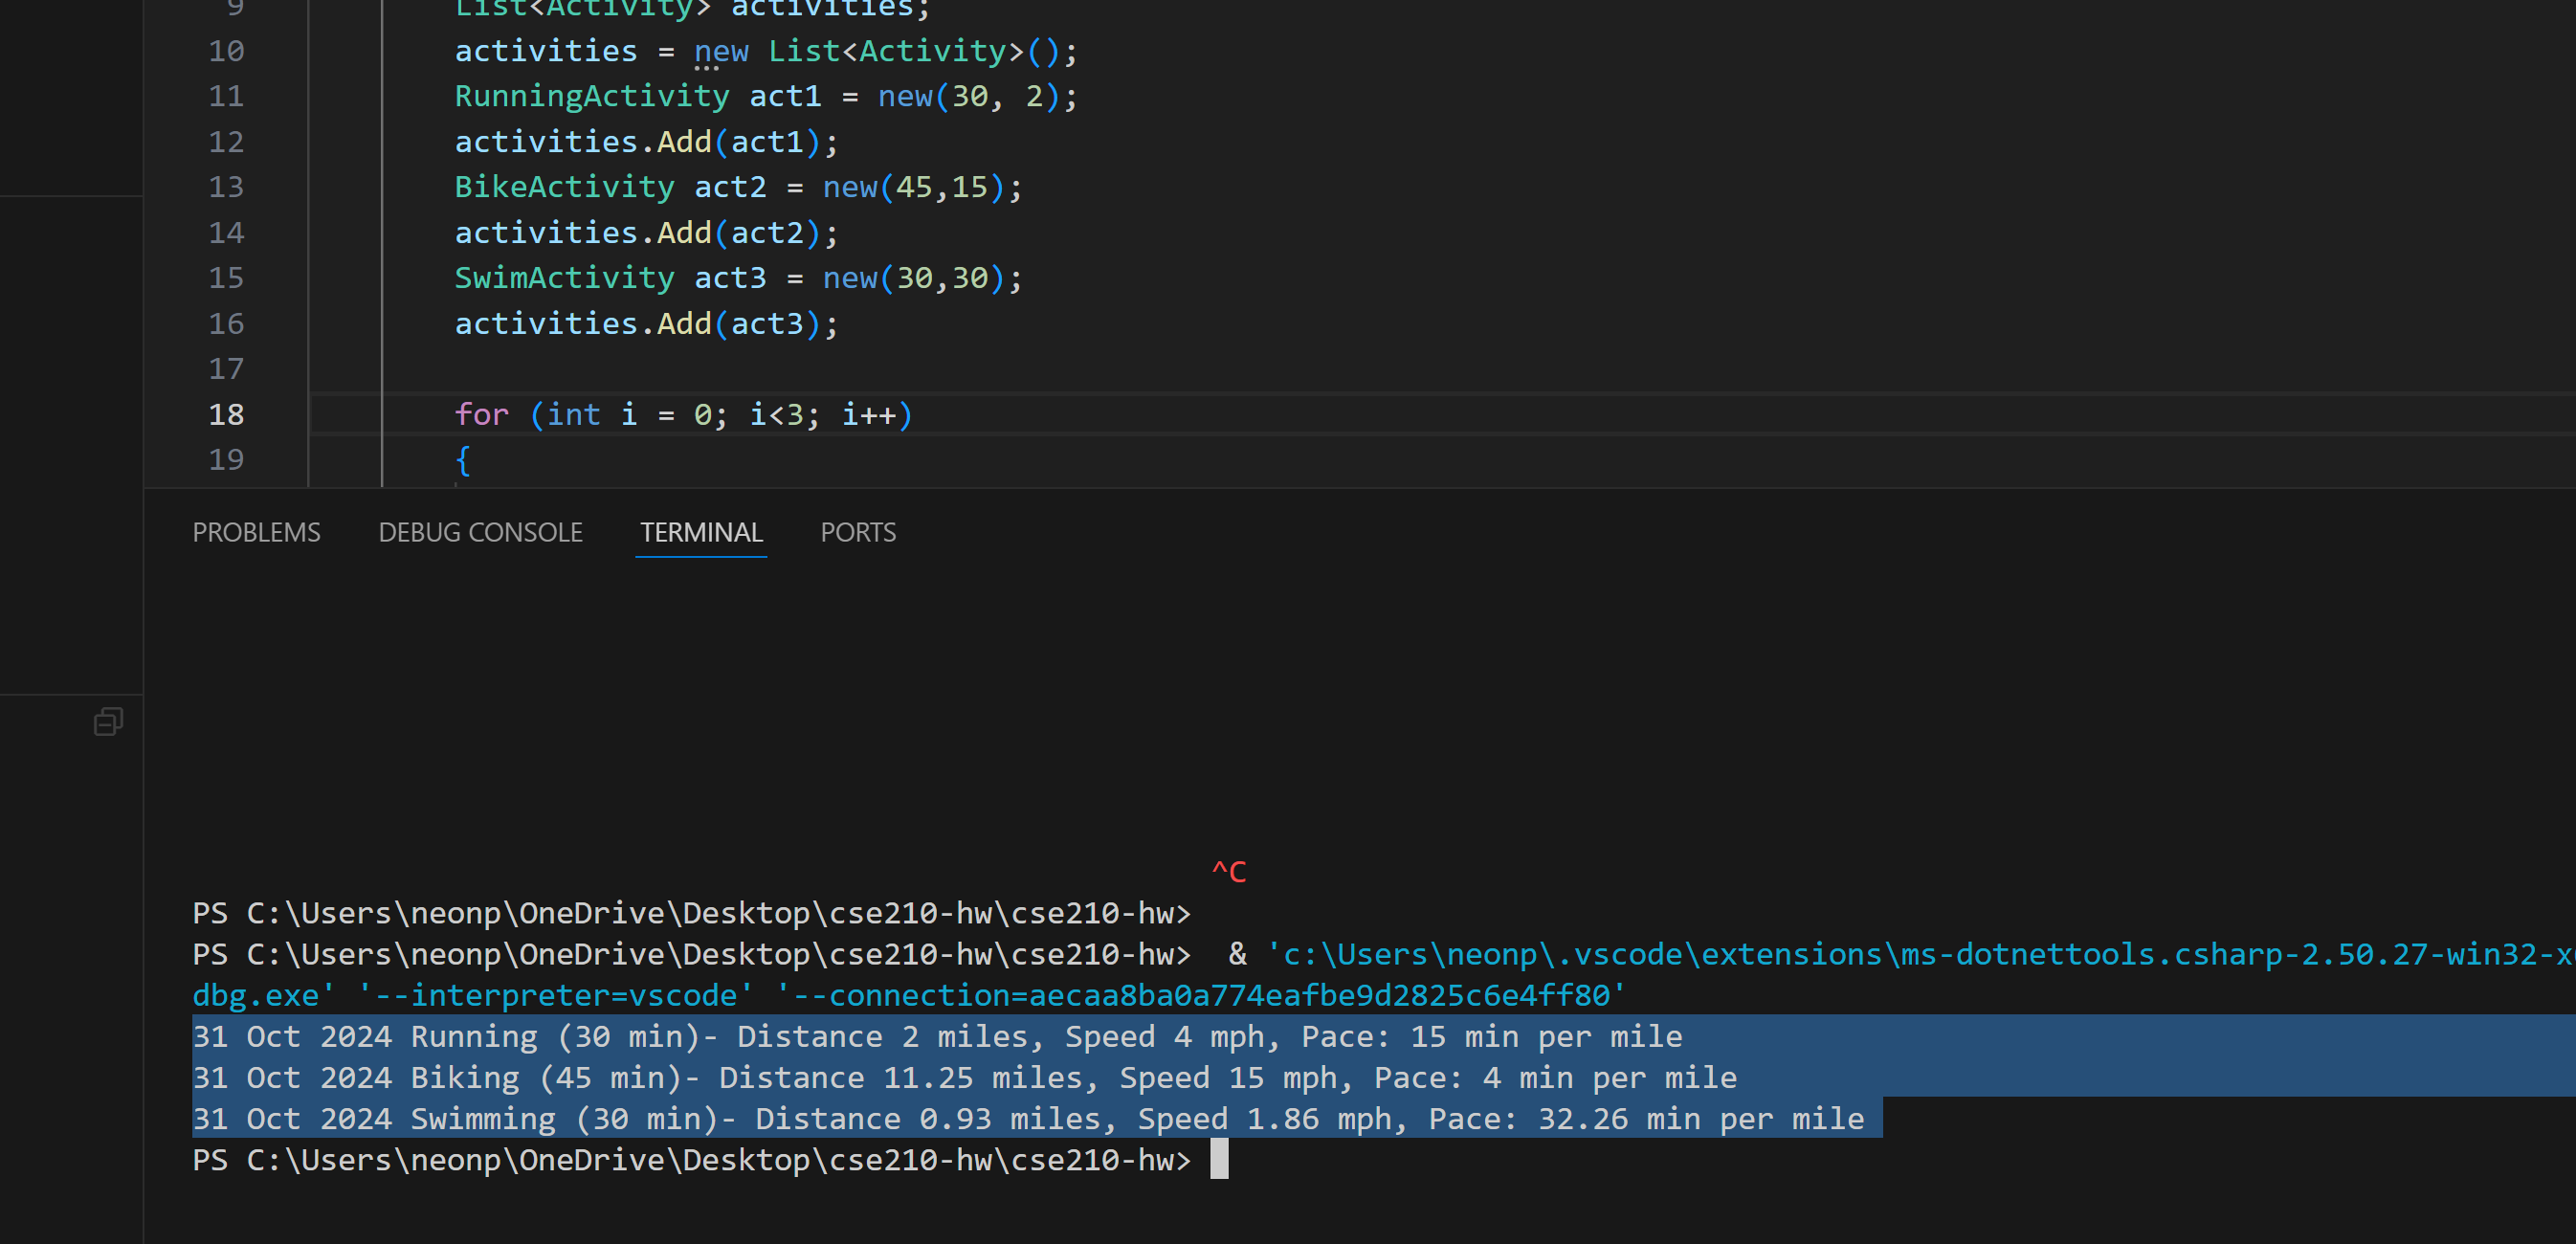 9 List<Activity> activities;
10 activities = new List<Activity>();
11 RunningActivity act1 = new(30, 2);
12 activities.Add(act1);
13 BikeActivity act2 = new(45,15);
14 activities.Add(act2);
15 SwimActivity act3 = new(30,30);
16 activities.Add(act3);
17
18 for (int i = 0; i<3; i++)
19 {
PROBLEMS DEBUG CONSOLE TERMINAL PORTS
^C
PS C:\Users\neonp\OneDrive\Desktop\cse210-hw\cse210-hw>
PS C:\Users\neonp\OneDrive\Desktop\cse210-hw\cse210-hw> & 'c:\Users\neonp\.vscode\extensions\ms-dotnettools.csharp-2.50.27-win32-x
dbg.exe' '--interpreter=vscode' '--connection=aecaa8ba0a774eafbe9d2825c6e4ff80'
31 Oct 2024 Running (30 min)- Distance 2 miles, Speed 4 mph, Pace: 15 min per mile
31 Oct 2024 Biking (45 min)- Distance 11.25 miles, Speed 15 mph, Pace: 4 min per mile
31 Oct 2024 Swimming (30 min)- Distance 0.93 miles, Speed 1.86 mph, Pace: 32.26 min per mile
PS C:\Users\neonp\OneDrive\Desktop\cse210-hw\cse210-hw>